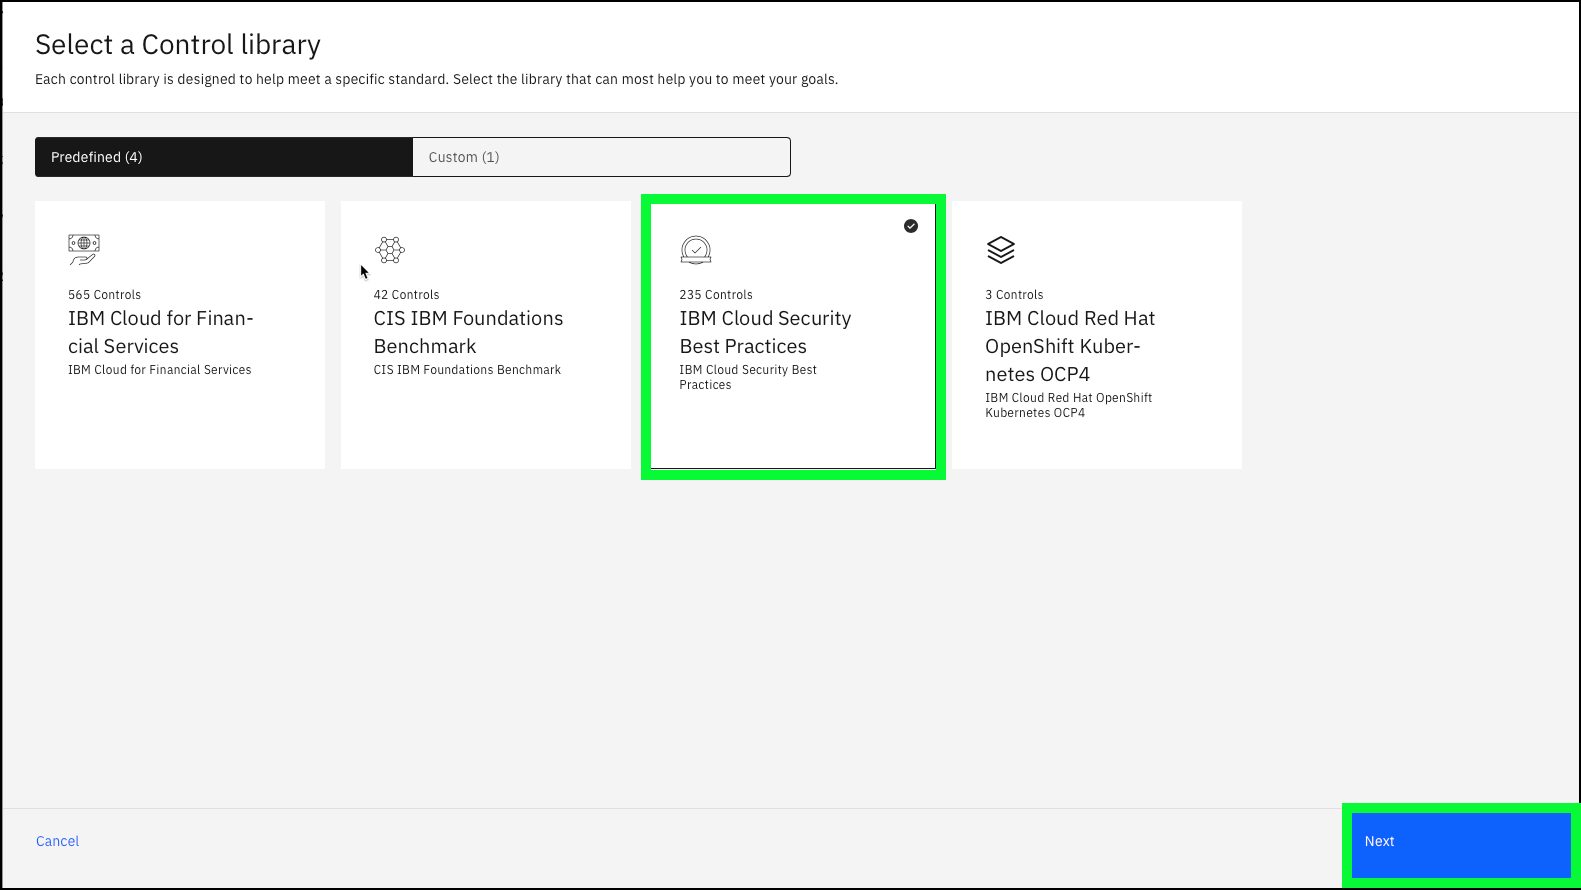 Select a Control library
Each control library is designed to help meet a specific standard. Select the library that can most help you to meet your goals.
Predefined (4)
Custom (1)
565 Controls
IBM Cloud for Finan-
cial Services
IBM Cloud for Financial Services
42 Controls
CIS IBM Foundations
Benchmark
CIS IBM Foundations Benchmark
235 Controls
IBM Cloud Security
Best Practices
IBM Cloud Security Best
Practices
3 Controls
IBM Cloud Red Hat
OpenShift Kuber-
netes OCP4
IBM Cloud Red Hat OpenShift
Kubernetes OCP4
Cancel
Next